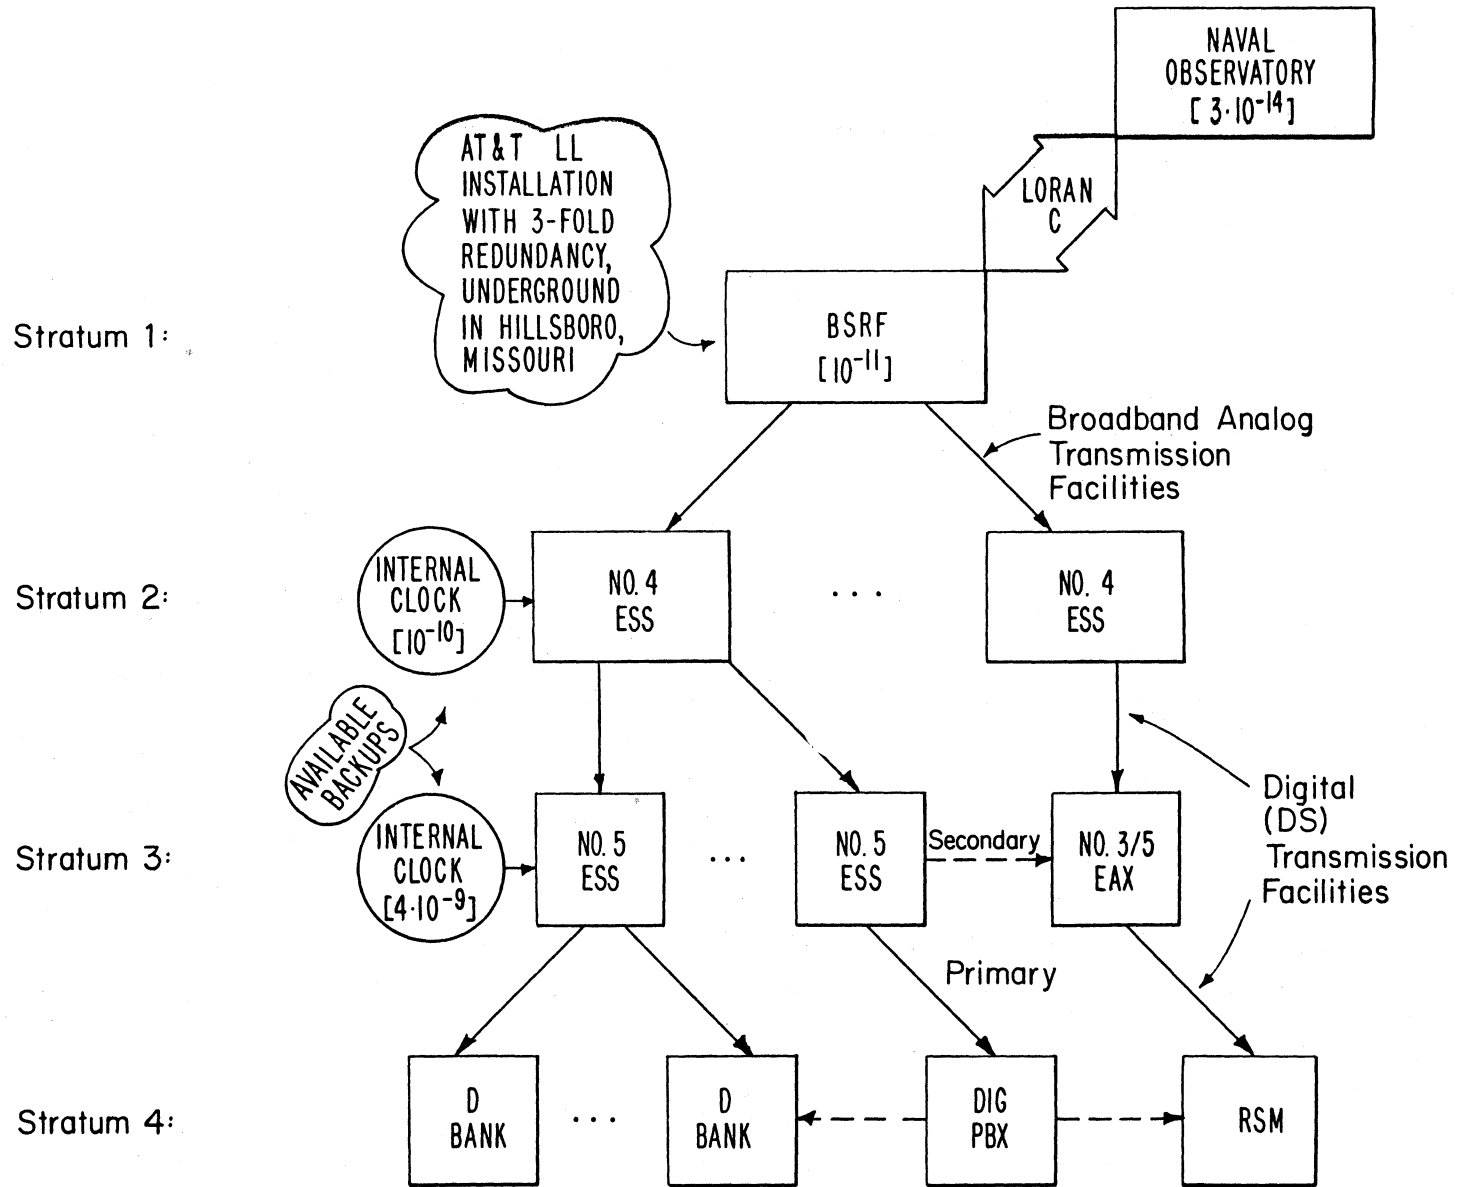 NAVAL
OBSERVATORY
[ 3·10⁻¹⁴]
LORAN
C
AT&T LL
INSTALLATION
WITH 3-FOLD
REDUNDANCY,
UNDERGROUND
IN HILLSBORO,
MISSOURI
Stratum 1:
BSRF
[10⁻¹¹]
Broadband Analog
Transmission
Facilities
Stratum 2:
INTERNAL
CLOCK
[10⁻¹⁰]
NO. 4
ESS
...
NO. 4
ESS
AVAILABLE
BACKUPS
Digital
(DS)
Transmission
Facilities
Stratum 3:
INTERNAL
CLOCK
[4·10⁻⁹]
NO. 5
ESS
...
NO. 5
ESS
Secondary
NO. 3/5
EAX
Primary
Stratum 4:
D
BANK
...
D
BANK
DIG
PBX
RSM